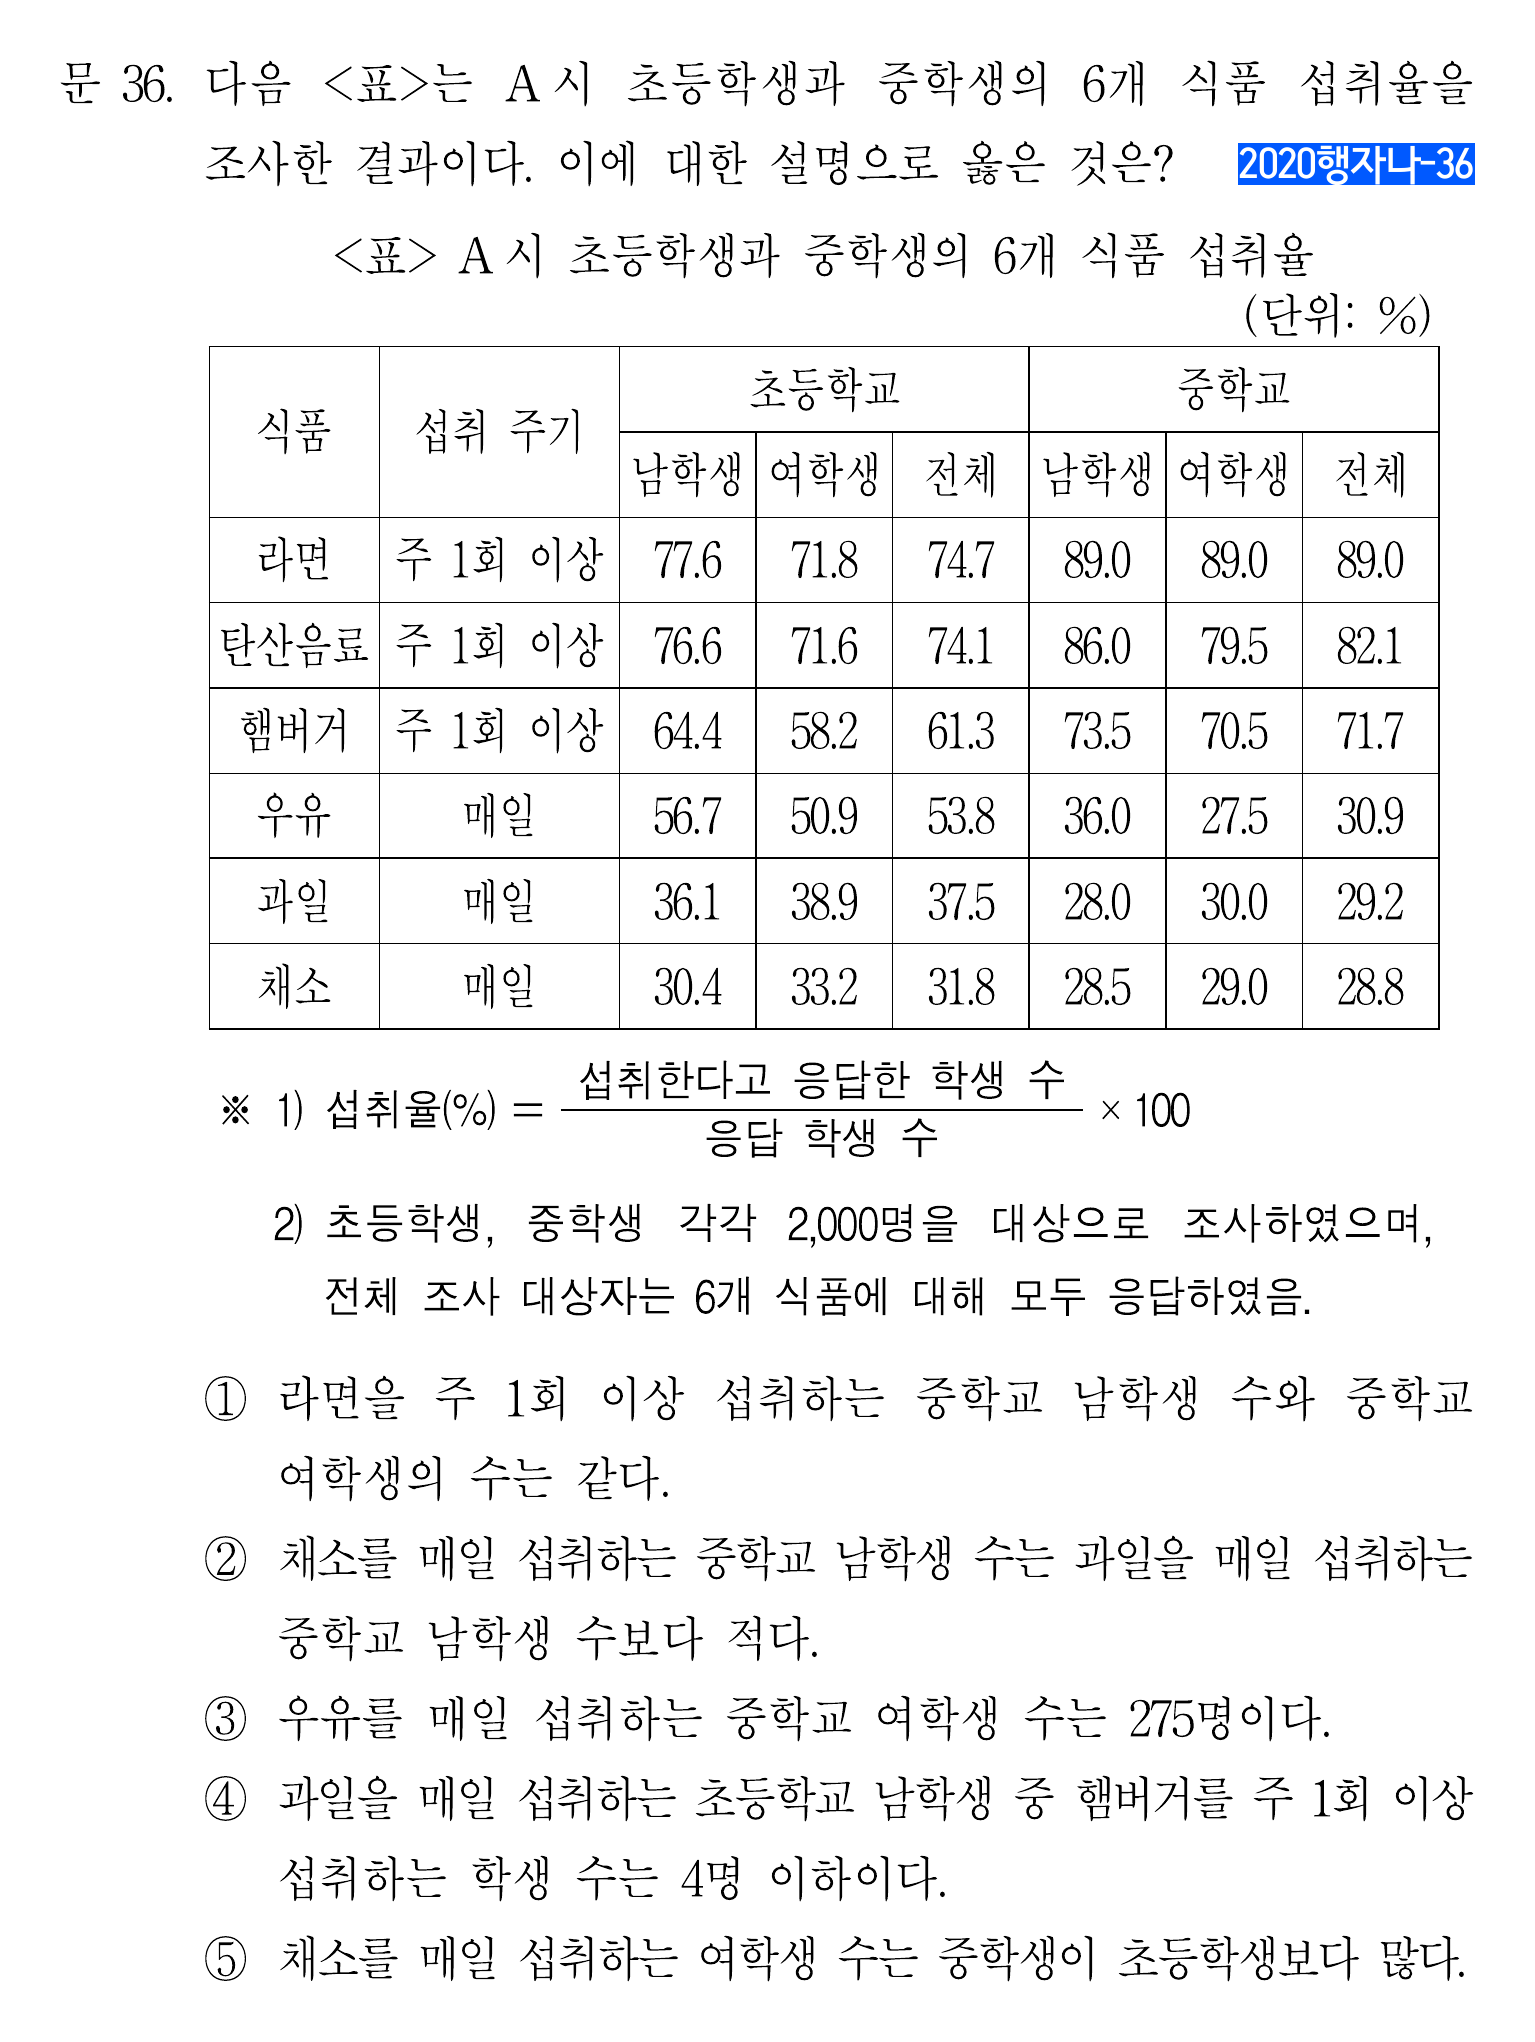 문 36. 다음 <표>는 A시 초등학생과 중학생의 6개 식품 섭취율을
조사한 결과이다. 이에 대한 설명으로 옳은 것은? 2020행자나-36
<표> A시 초등학생과 중학생의 6개 식품 섭취율
(단위: %)
식품 섭취 주기 초등학교 중학교
남학생 여학생 전체 남학생 여학생 전체
라면 주 1회 이상 77.6 71.8 74.7 89.0 89.0 89.0
탄산음료 주 1회 이상 76.6 71.6 74.1 86.0 79.5 82.1
햄버거 주 1회 이상 64.4 58.2 61.3 73.5 70.5 71.7
우유 매일 56.7 50.9 53.8 36.0 27.5 30.9
과일 매일 36.1 38.9 37.5 28.0 30.0 29.2
채소 매일 30.4 33.2 31.8 28.5 29.0 28.8
섭취한다고 응답한 학생 수
※ 1) 섭취율(%) = × 100
응답 학생 수
2) 초등학생, 중학생 각각 2,000명을 대상으로 조사하였으며,
전체 조사 대상자는 6개 식품에 대해 모두 응답하였음.
① 라면을 주 1회 이상 섭취하는 중학교 남학생 수와 중학교
여학생의 수는 같다.
② 채소를 매일 섭취하는 중학교 남학생 수는 과일을 매일 섭취하는
중학교 남학생 수보다 적다.
③ 우유를 매일 섭취하는 중학교 여학생 수는 275명이다.
④ 과일을 매일 섭취하는 초등학교 남학생 중 햄버거를 주 1회 이상
섭취하는 학생 수는 4명 이하이다.
⑤ 채소를 매일 섭취하는 여학생 수는 중학생이 초등학생보다 많다.